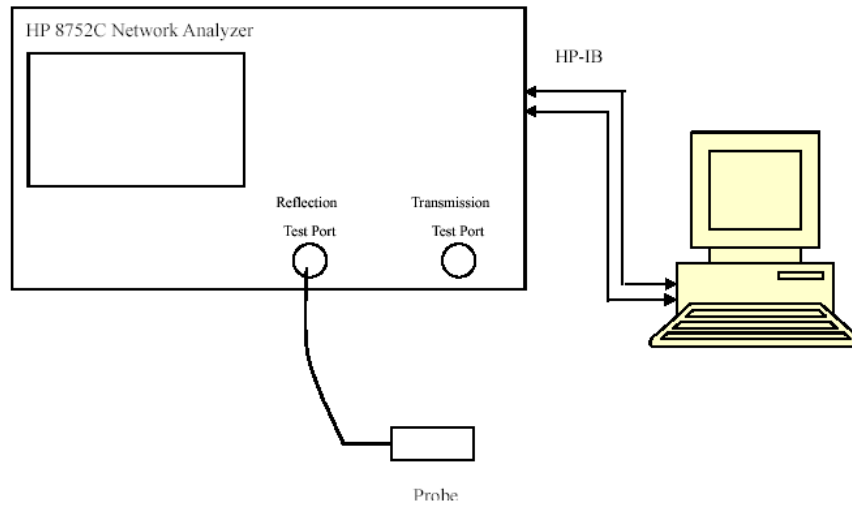 HP 8752C Network Analyzer
HP-IB
Reflection
Test Port
Transmission
Test Port
Probe